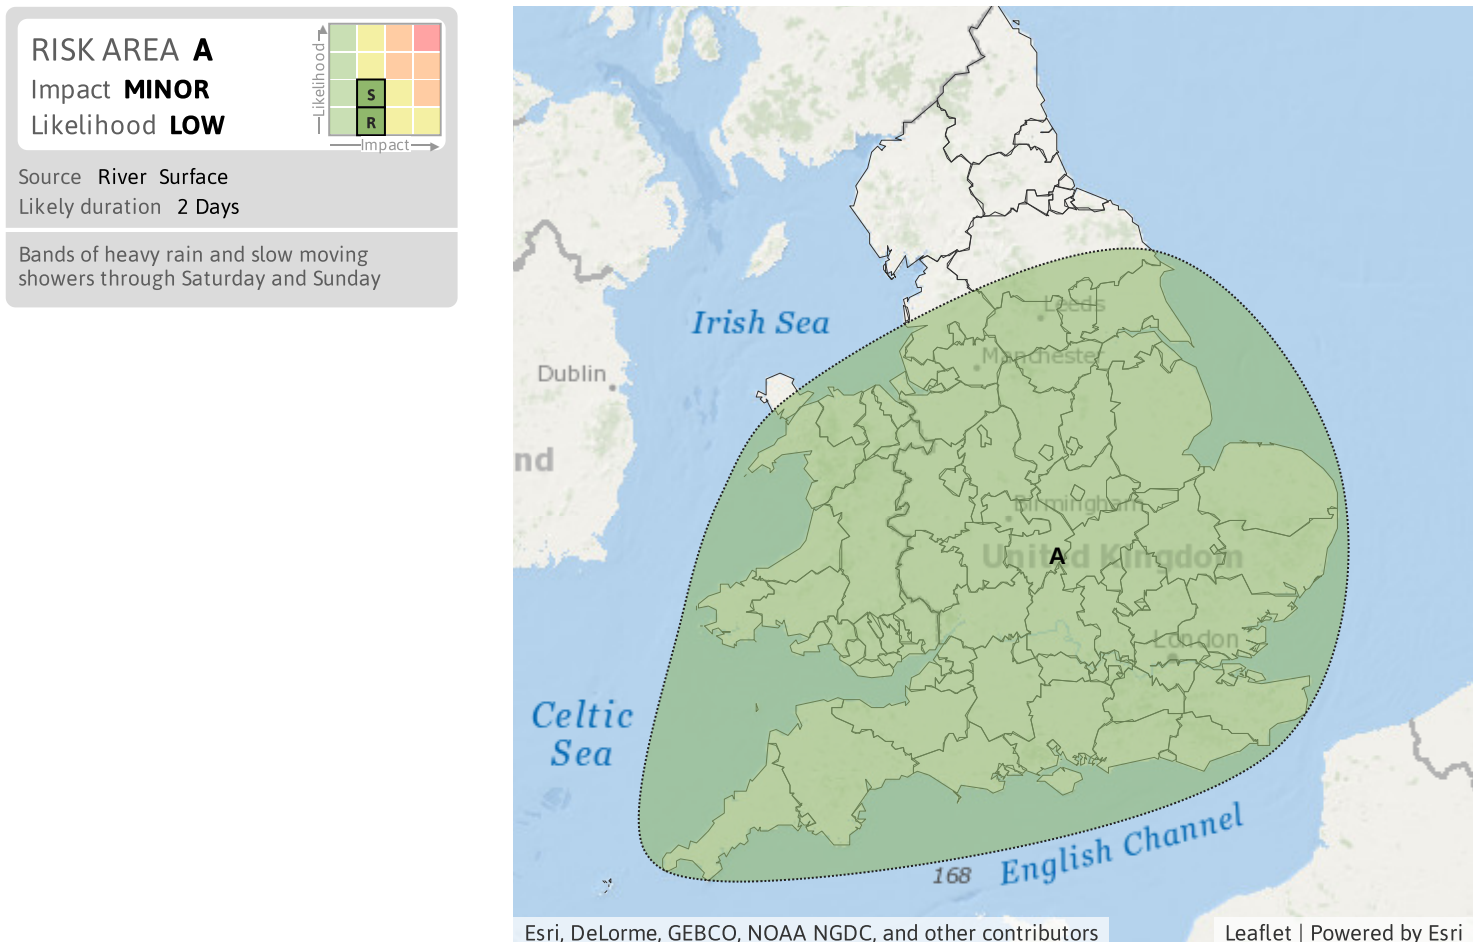 RISK AREA A
Impact MINOR
Likelihood LOW
Likelihood
S
R
Impact
Source River Surface
Likely duration 2 Days
Bands of heavy rain and slow moving
showers through Saturday and Sunday
Leeds
Irish Sea
Manchester
Dublin
nd
Birmingham
A
United Kingdom
London
Celtic
Sea
English Channel
168
Esri, DeLorme, GEBCO, NOAA NGDC, and other contributors
Leaflet | Powered by Esri